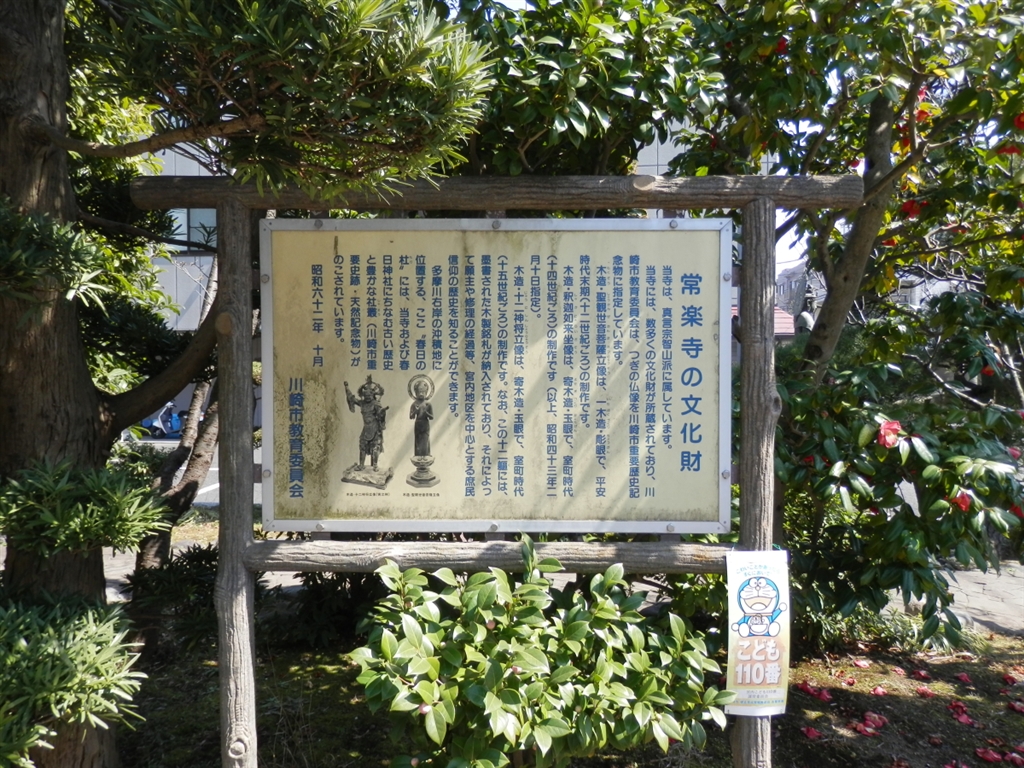 常楽寺の文化財
当寺は、真言宗智山派に属しています。
当寺には、数多くの文化財が所蔵されており、川
崎市教育委員会は、つぎの仏像を川崎市重要歴史記
念物に指定しています。
木造・聖観世音菩薩立像は、一木造・彫眼で、平安
時代末期(十二世紀ごろ)の制作です。
木造・釈迦如来坐像は、寄木造・玉眼で、室町時代
(十四世紀ごろ)の制作です(以上、昭和四十三年二
月十日指定)。
木造・十二神将立像は、寄木造・玉眼で、室町時代
(十五世紀ごろ)の制作です。なお、この十二軀には、
墨書された木製銘札が納入されており、それによっ
て願主や修理の経過等、宮内地区を中心とする庶民
信仰の歴史を知ることができます。
多摩川右岸の沖積地に
位置する、ここ〝春日の
杜〟には、当寺および春
日神社にちなむ古い歴史
と豊かな社叢(川崎市重
要史跡・天然記念物)が
のこされています。
昭和六十二年 十月
川崎市教育委員会
こども
110番